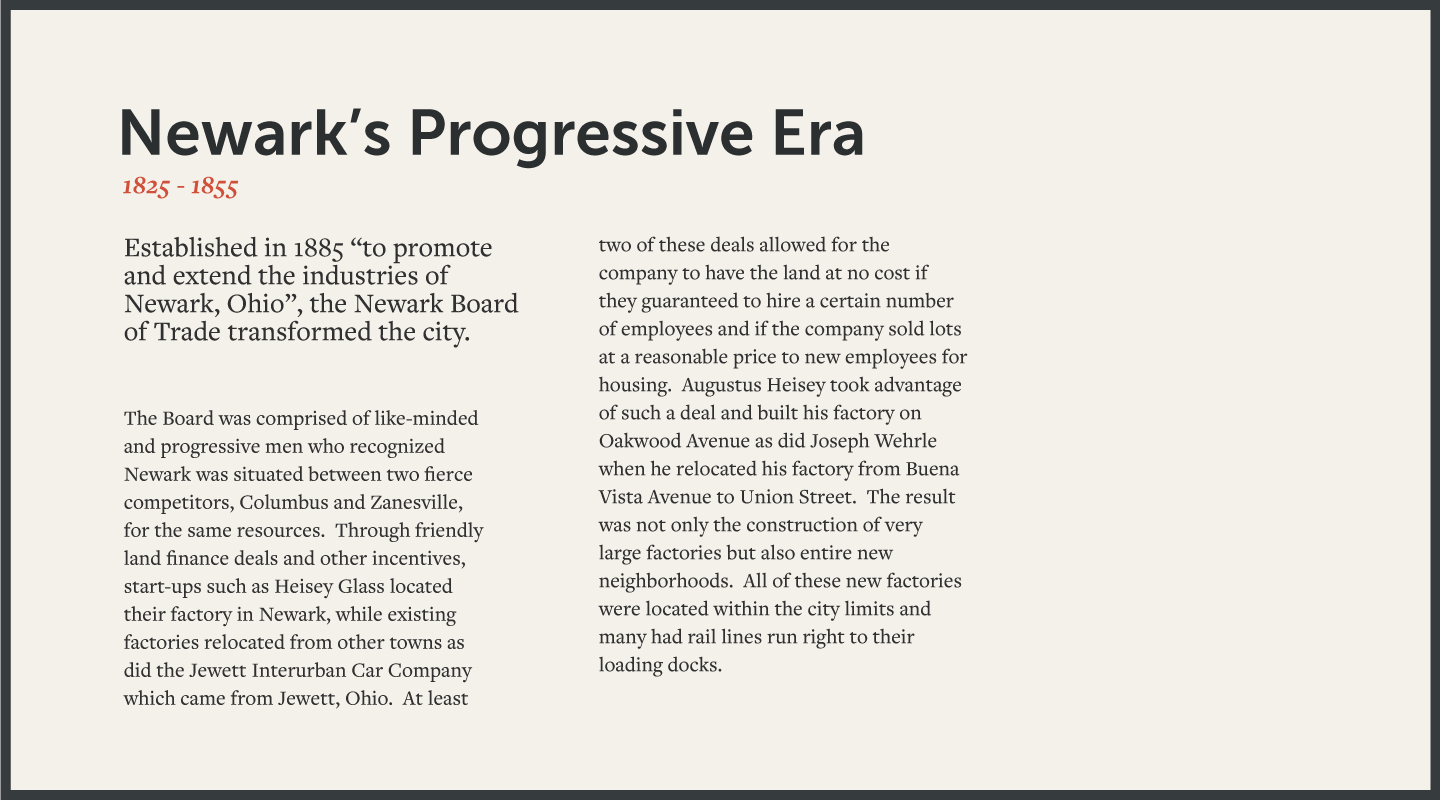 Newark’s Progressive Era
1825 - 1855
Established in 1885 “to promote
and extend the industries of
Newark, Ohio”, the Newark Board
of Trade transformed the city.
The Board was comprised of like-minded
and progressive men who recognized
Newark was situated between two fierce
competitors, Columbus and Zanesville,
for the same resources.  Through friendly
land finance deals and other incentives,
start-ups such as Heisey Glass located
their factory in Newark, while existing
factories relocated from other towns as
did the Jewett Interurban Car Company
which came from Jewett, Ohio.  At least
two of these deals allowed for the
company to have the land at no cost if
they guaranteed to hire a certain number
of employees and if the company sold lots
at a reasonable price to new employees for
housing.  Augustus Heisey took advantage
of such a deal and built his factory on
Oakwood Avenue as did Joseph Wehrle
when he relocated his factory from Buena
Vista Avenue to Union Street.  The result
was not only the construction of very
large factories but also entire new
neighborhoods.  All of these new factories
were located within the city limits and
many had rail lines run right to their
loading docks.